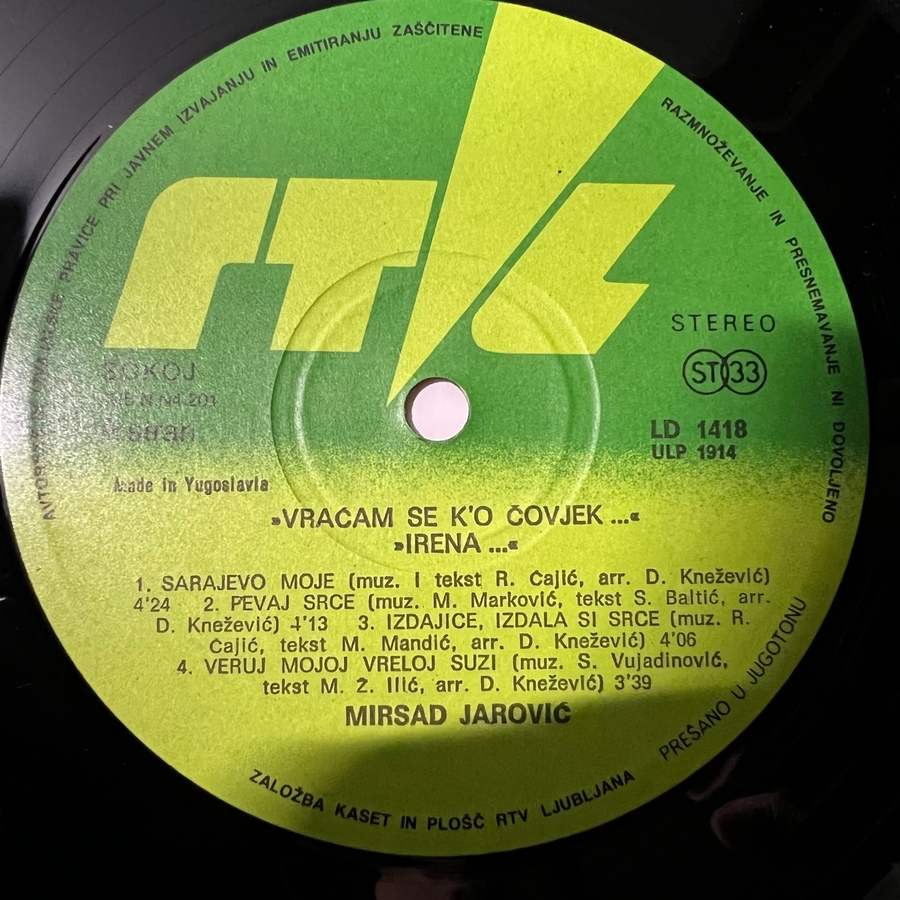 PRAVICE PRI JAVNEM IZVAJANJU IN EMITIRANJU ZAŠČITENE
RAZMNOŽEVANJE IN PRESNEMAVANJE NI DOVOLJENO
RTL
STEREO
ST 33
SOKOJ
LD 1418
ULP 1914
stran
Made in Yugoslavia
»VRAĆAM SE K'O ČOVJEK...«
»IRENA...«
1. SARAJEVO MOJE (muz. i tekst R. Čajić, arr. D. Knežević)
4'24 2. PEVAJ SRCE (muz. M. Marković, tekst S. Baltić, arr.
D. Knežević) 4'13 3. IZDAJICE, IZDALA SI SRCE (muz. R.
Čajić, tekst M. Mandić, arr. D. Knežević) 4'06
4. VERUJ MOJOJ VRELOJ SUZI (muz. S. Vujadinović,
tekst M. Ž. Ilić, arr. D. Knežević) 3'39
MIRSAD JAROVIĆ
ZALOŽBA KASET IN PLOŠČ RTV LJUBLJANA
PREŠANO U JUGOTONU